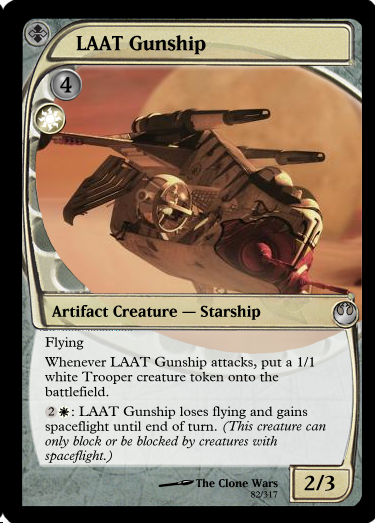 LAAT Gunship
4
Artifact Creature — Starship
Flying
Whenever LAAT Gunship attacks, put a 1/1
white Trooper creature token onto the
battlefield.
2 : LAAT Gunship loses flying and gains
spaceflight until end of turn. (This creature can
only block or be blocked by creatures with
spaceflight.)
The Clone Wars
82/317
2/3